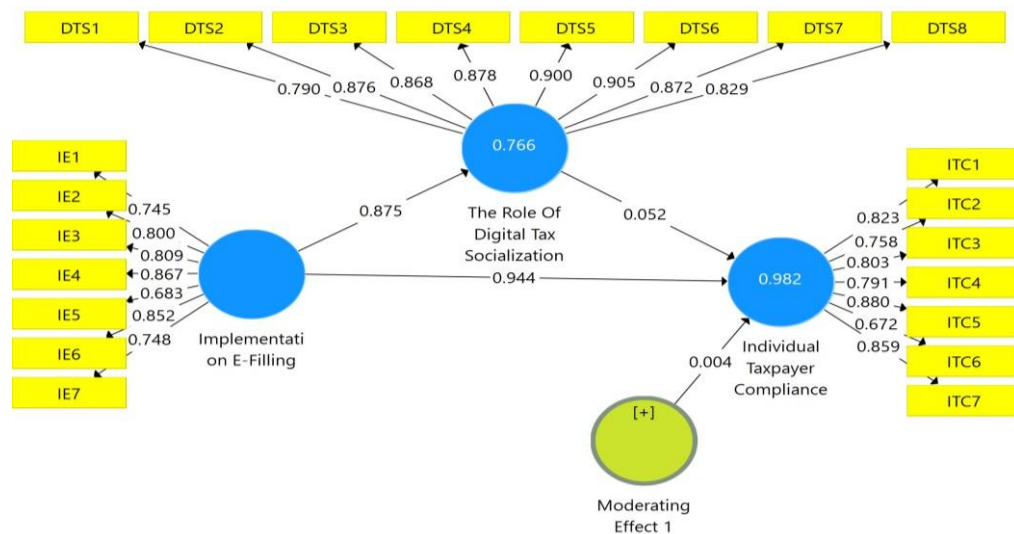 DTS1 DTS2 DTS3 DTS4 DTS5 DTS6 DTS7 DTS8
0.790 0.876 0.868 0.878 0.900 0.905 0.872 0.829
0.766
The Role Of
Digital Tax
Socialization
IE1
IE2
IE3
IE4
IE5
IE6
IE7
0.745
0.800
0.809
0.867
0.683
0.852
0.748
Implementati
on E-Filling
0.875
0.052
0.944
0.982
Individual
Taxpayer
Compliance
0.823
0.758
0.803
0.791
0.880
0.672
0.859
ITC1
ITC2
ITC3
ITC4
ITC5
ITC6
ITC7
0.004
[+]
Moderating
Effect 1